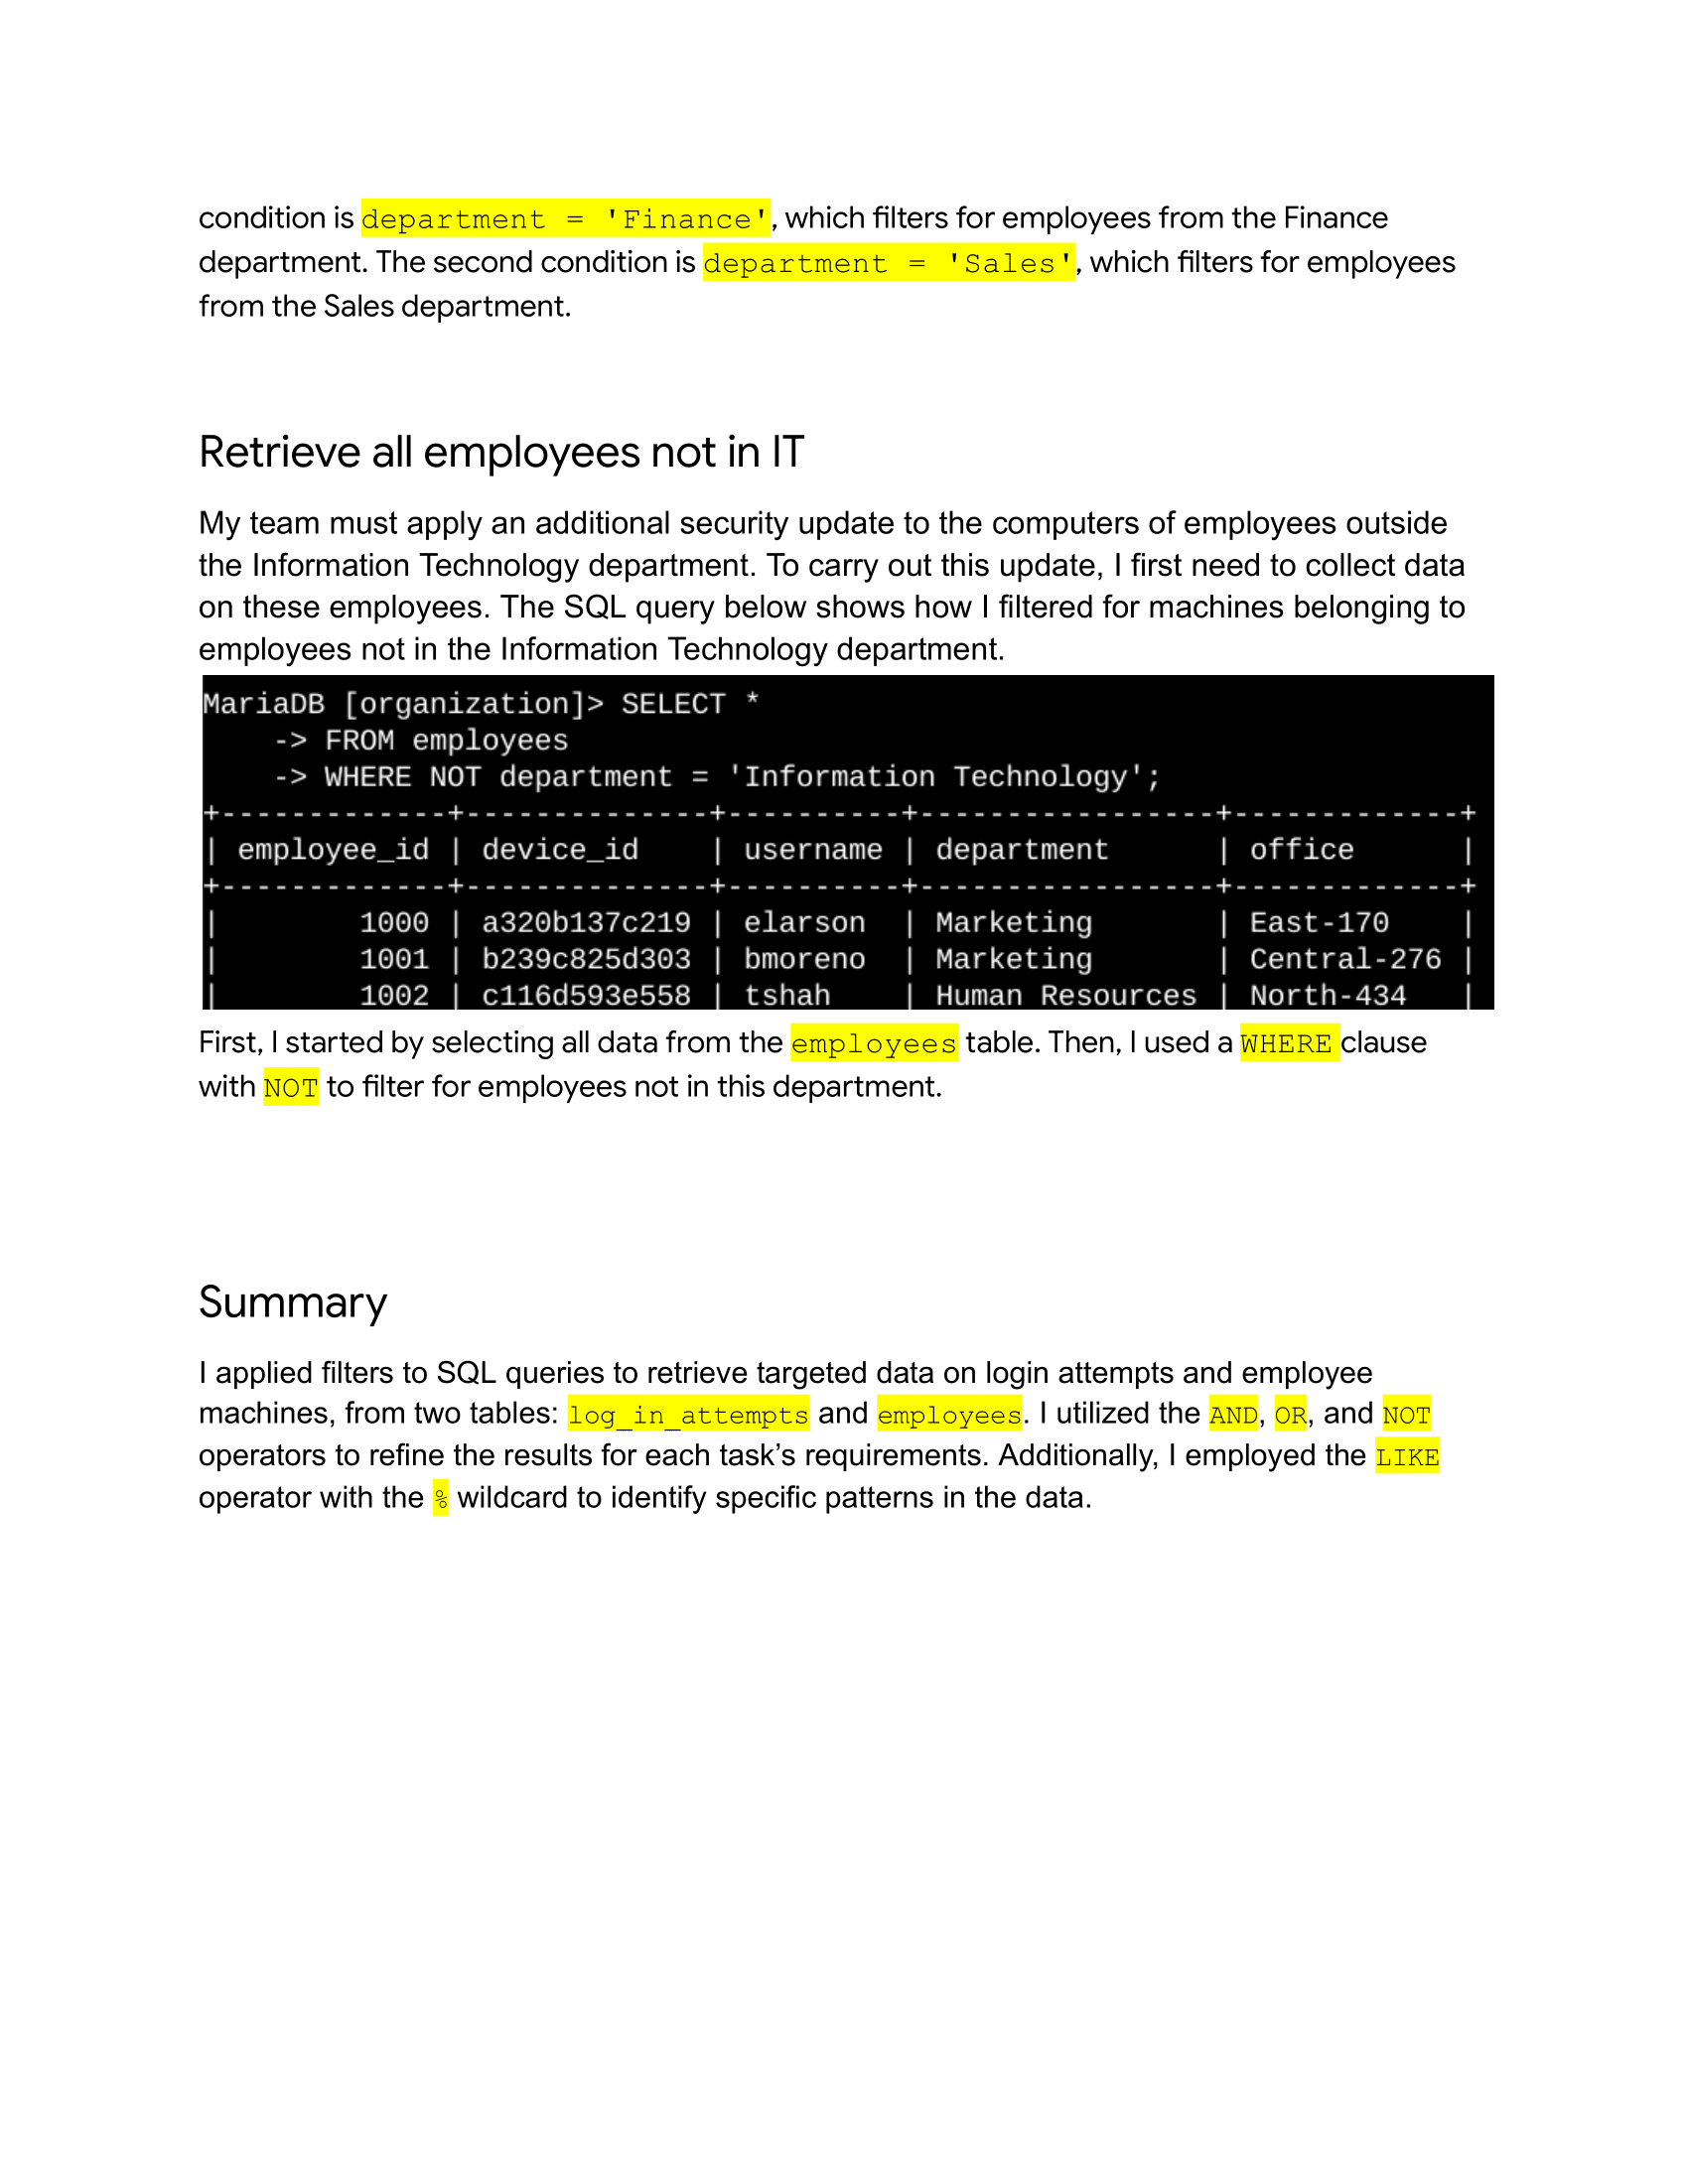 condition is department = 'Finance', which filters for employees from the Finance
department. The second condition is department = 'Sales', which filters for employees
from the Sales department.
Retrieve all employees not in IT
My team must apply an additional security update to the computers of employees outside
the Information Technology department. To carry out this update, I first need to collect data
on these employees. The SQL query below shows how I filtered for machines belonging to
employees not in the Information Technology department.
MariaDB [organization]> SELECT *
    -> FROM employees
    -> WHERE NOT department = 'Information Technology';
+-------------+--------------+----------+-----------------+-------------+
| employee_id | device_id    | username | department      | office      |
+-------------+--------------+----------+-----------------+-------------+
|        1000 | a320b137c219 | elarson  | Marketing       | East-170    |
|        1001 | b239c825d303 | bmoreno  | Marketing       | Central-276 |
|        1002 | c116d593e558 | tshah    | Human Resources | North-434   |
First, I started by selecting all data from the employees table. Then, I used a WHERE clause
with NOT to filter for employees not in this department.
Summary
I applied filters to SQL queries to retrieve targeted data on login attempts and employee
machines, from two tables: log_in_attempts and employees. I utilized the AND, OR, and NOT
operators to refine the results for each task’s requirements. Additionally, I employed the LIKE
operator with the % wildcard to identify specific patterns in the data.